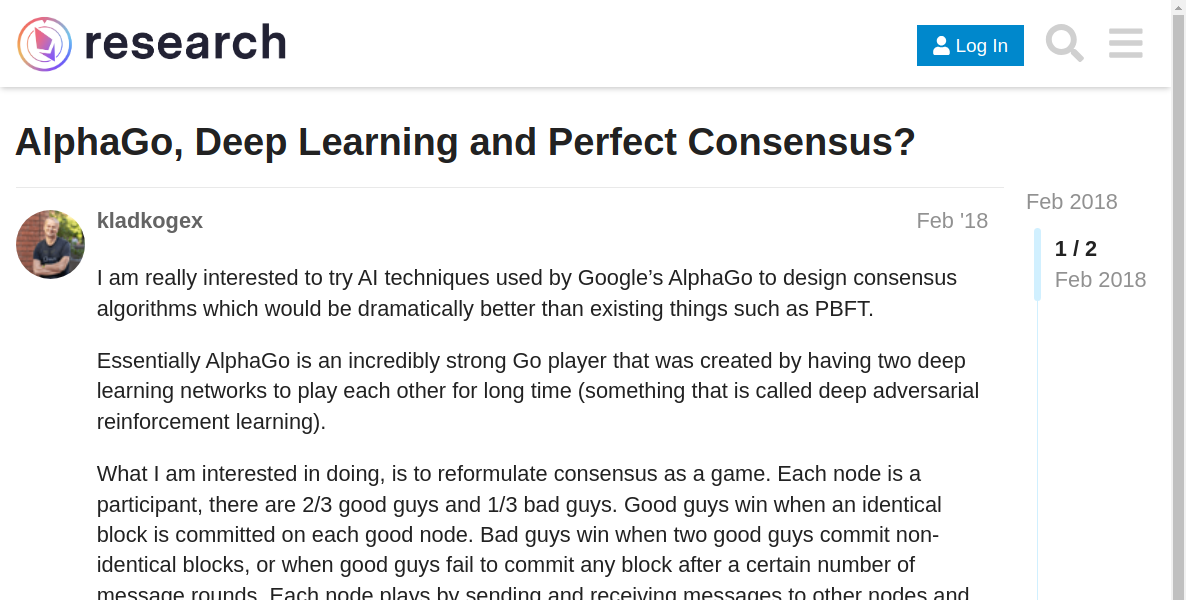 research
Log In
AlphaGo, Deep Learning and Perfect Consensus?
kladkogex
Feb '18
Feb 2018
1 / 2
Feb 2018
I am really interested to try AI techniques used by Google’s AlphaGo to design consensus
algorithms which would be dramatically better than existing things such as PBFT.
Essentially AlphaGo is an incredibly strong Go player that was created by having two deep
learning networks to play each other for long time (something that is called deep adversarial
reinforcement learning).
What I am interested in doing, is to reformulate consensus as a game. Each node is a
participant, there are 2/3 good guys and 1/3 bad guys. Good guys win when an identical
block is committed on each good node. Bad guys win when two good guys commit non-
identical blocks, or when good guys fail to commit any block after a certain number of
message rounds. Each node plays by sending and receiving messages to other nodes and